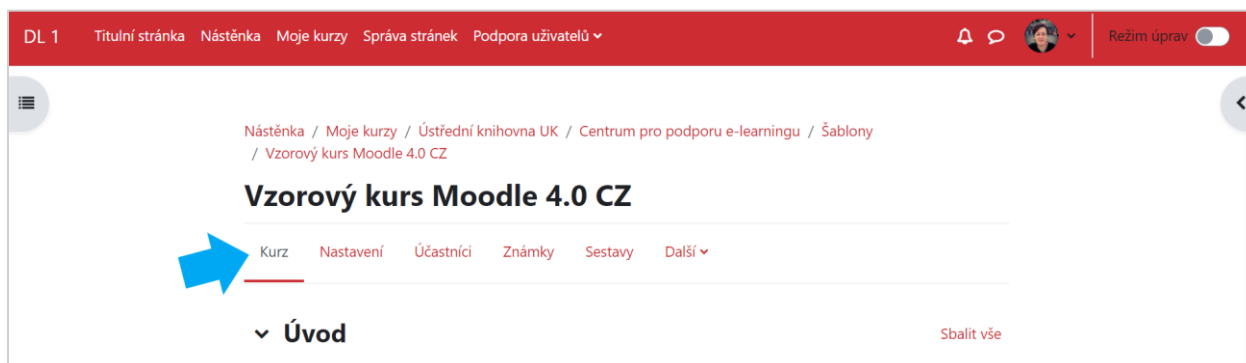 DL 1 Titulní stránka Nástěnka Moje kurzy Správa stránek Podpora uživatelů Režim úprav
Nástěnka / Moje kurzy / Ústřední knihovna UK / Centrum pro podporu e-learningu / Šablony
/ Vzorový kurs Moodle 4.0 CZ
Vzorový kurs Moodle 4.0 CZ
Kurz Nastavení Účastníci Známky Sestavy Další
Úvod Sbalit vše